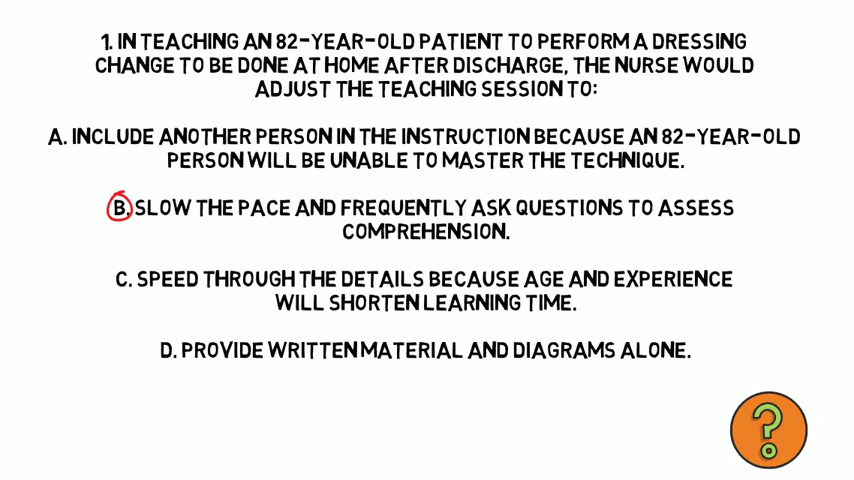 1. IN TEACHING AN 82-YEAR-OLD PATIENT TO PERFORM A DRESSING
CHANGE TO BE DONE AT HOME AFTER DISCHARGE, THE NURSE WOULD
ADJUST THE TEACHING SESSION TO:
A. INCLUDE ANOTHER PERSON IN THE INSTRUCTION BECAUSE AN 82-YEAR-OLD
PERSON WILL BE UNABLE TO MASTER THE TECHNIQUE.
B. SLOW THE PACE AND FREQUENTLY ASK QUESTIONS TO ASSESS
COMPREHENSION.
C. SPEED THROUGH THE DETAILS BECAUSE AGE AND EXPERIENCE
WILL SHORTEN LEARNING TIME.
D. PROVIDE WRITTEN MATERIAL AND DIAGRAMS ALONE.
?